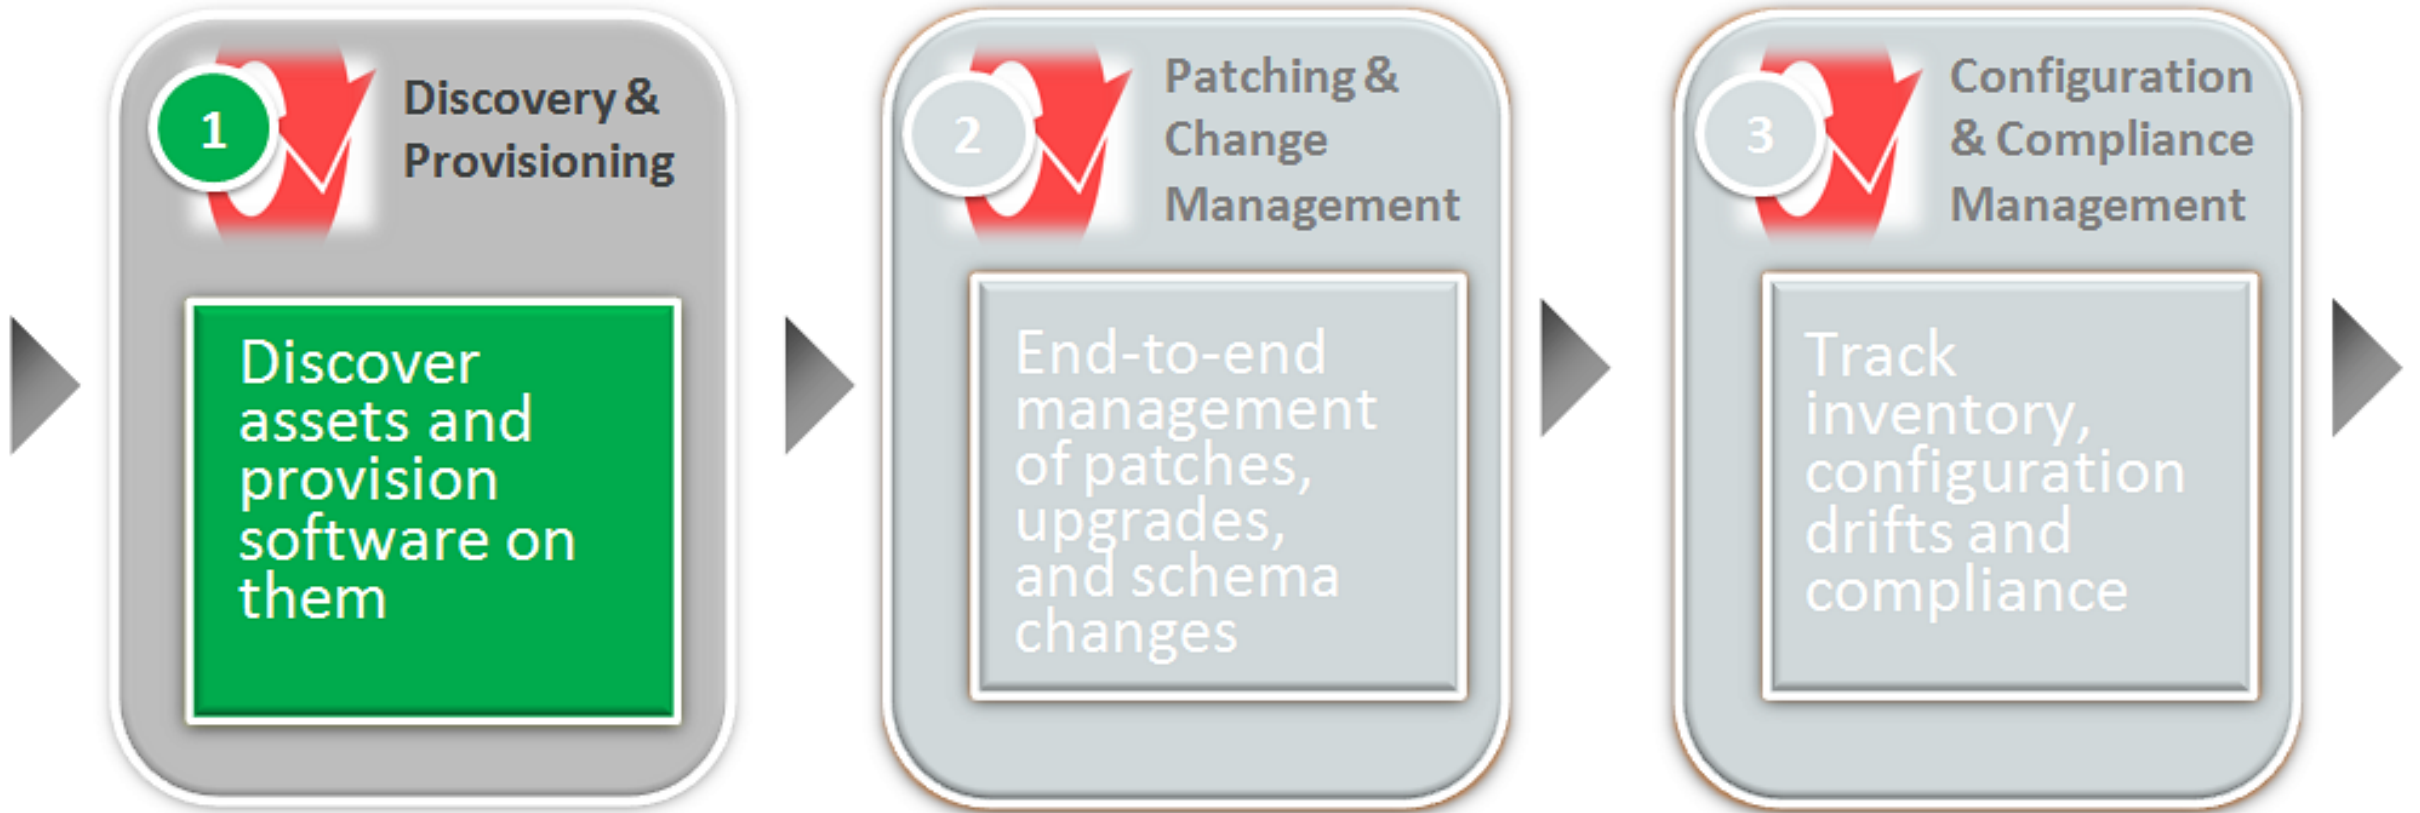 1
Discovery &
Provisioning
Discover
assets and
provision
software on
them
2
Patching &
Change
Management
End-to-end
management
of patches,
upgrades,
and schema
changes
3
Configuration
& Compliance
Management
Track
inventory,
configuration
drifts and
compliance